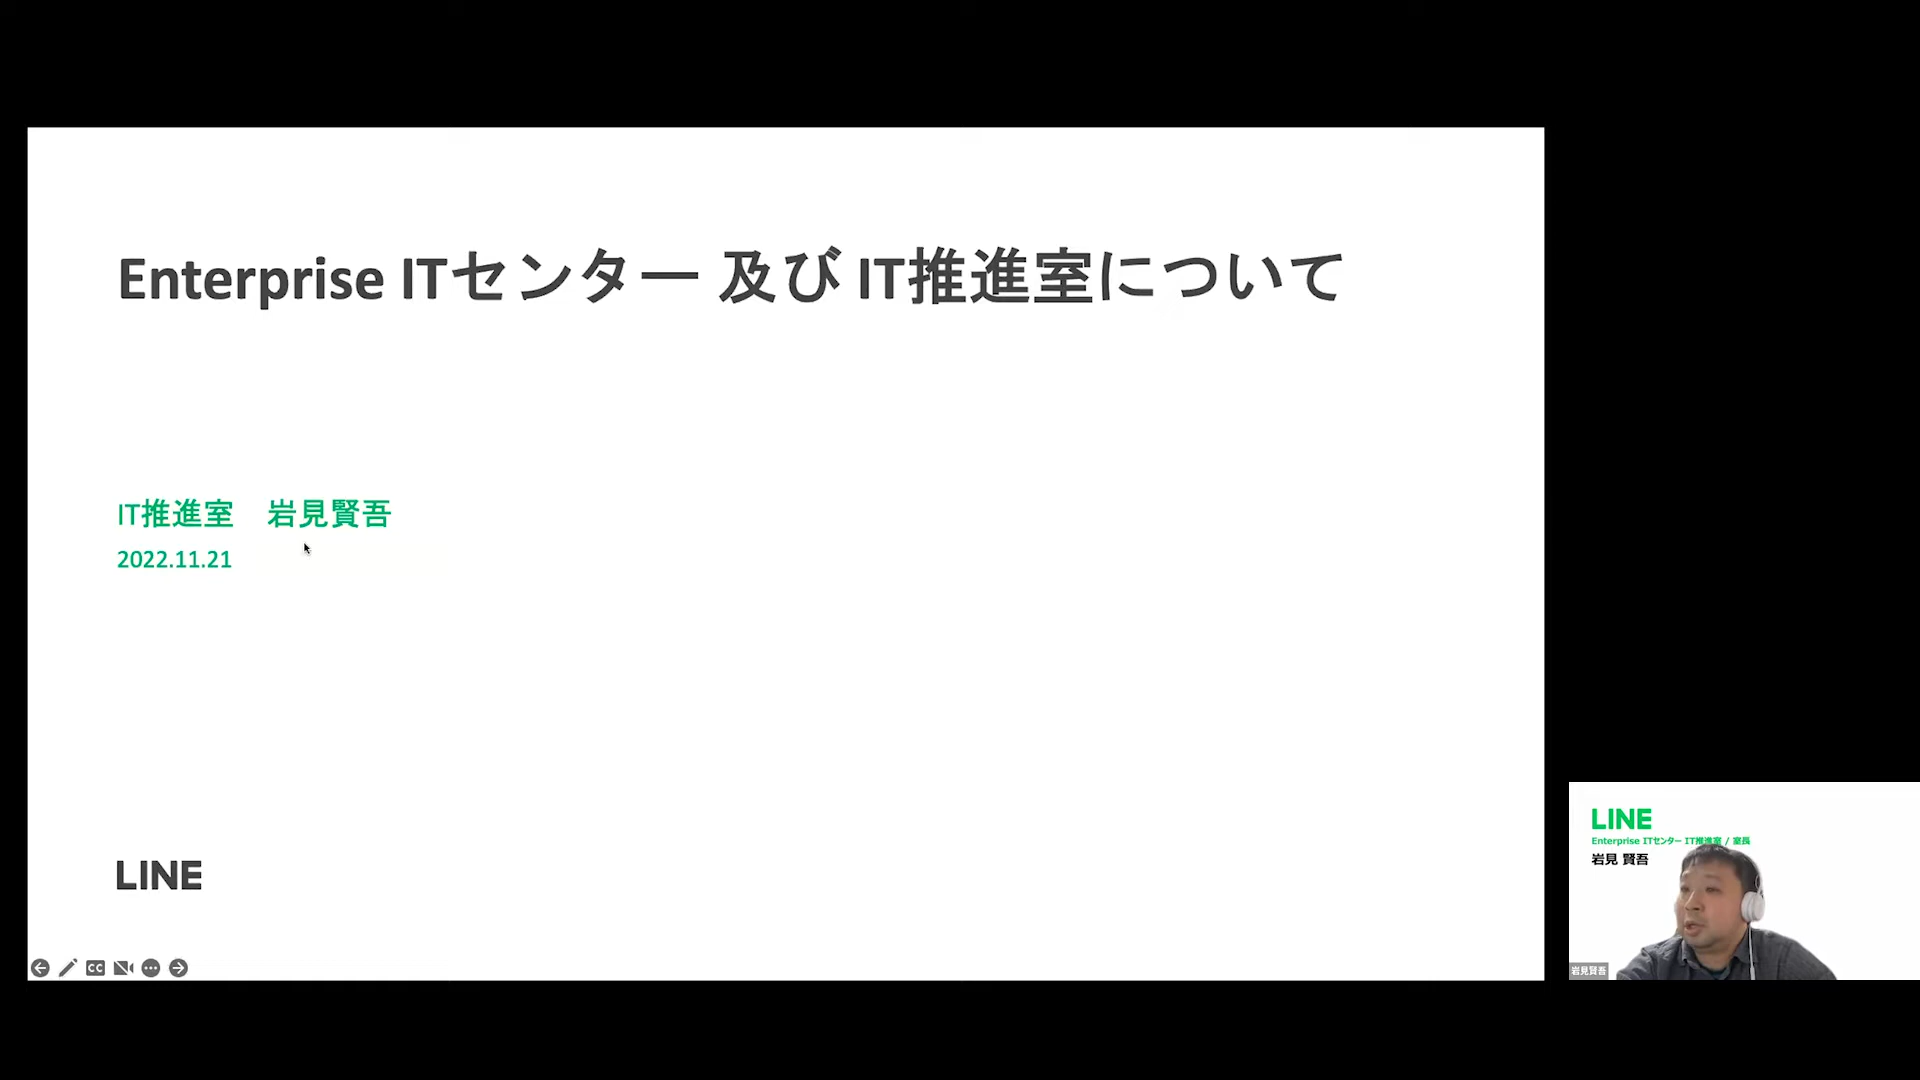 Enterprise ITセンター 及び IT推進室について
IT推進室　岩見賢吾
2022.11.21
LINE
CC
LINE
Enterprise ITセンター IT推進室 / 室長
岩見 賢吾
岩見賢吾